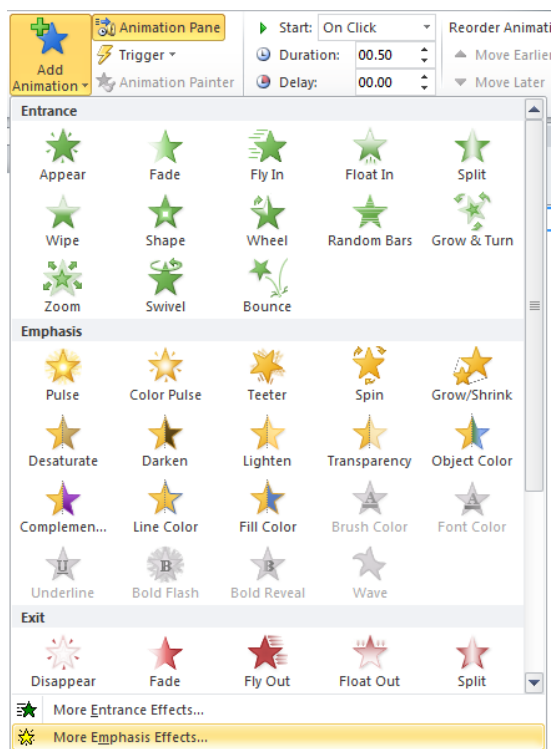 Animation Pane Start: On Click Reorder Animati
Trigger Duration: 00.50 Move Earlie
Add
Animation Animation Painter Delay: 00.00 Move Later
Entrance
Appear Fade Fly In Float In Split
Wipe Shape Wheel Random Bars Grow & Turn
Zoom Swivel Bounce
Emphasis
Pulse Color Pulse Teeter Spin Grow/Shrink
Desaturate Darken Lighten Transparency Object Color
Complemen... Line Color Fill Color Brush Color Font Color
Underline Bold Flash Bold Reveal Wave
Exit
Disappear Fade Fly Out Float Out Split
More Entrance Effects...
More Emphasis Effects...